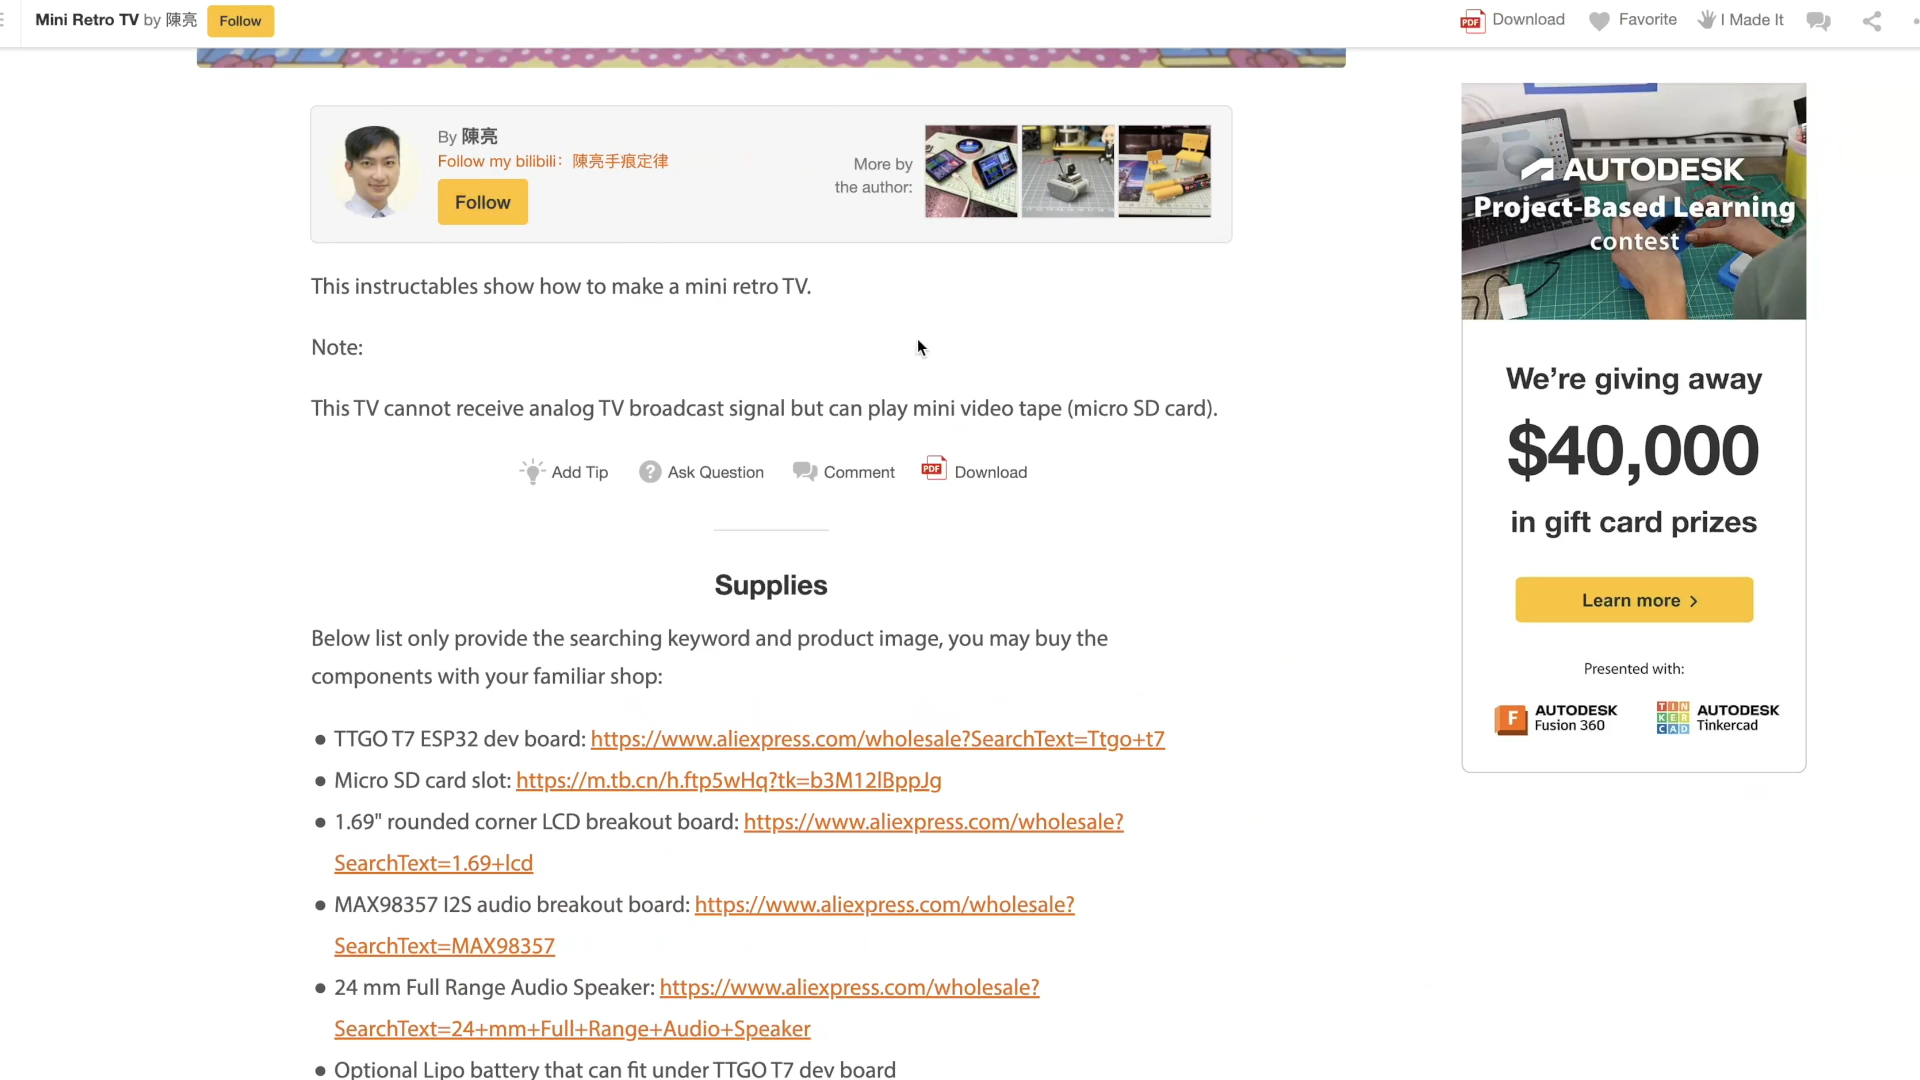 Mini Retro TV by 陳亮 Follow
PDF Download Favorite I Made It
By 陳亮
Follow my bilibili：陳亮手痕定律
Follow
More by
the author:
This instructables show how to make a mini retro TV.
Note:
This TV cannot receive analog TV broadcast signal but can play mini video tape (micro SD card).
Add Tip ? Ask Question Comment PDF Download
Supplies
Below list only provide the searching keyword and product image, you may buy the
components with your familiar shop:
● TTGO T7 ESP32 dev board: https://www.aliexpress.com/wholesale?SearchText=Ttgo+t7
● Micro SD card slot: https://m.tb.cn/h.ftp5wHq?tk=b3M12lBppJg
● 1.69" rounded corner LCD breakout board: https://www.aliexpress.com/wholesale?
SearchText=1.69+lcd
● MAX98357 I2S audio breakout board: https://www.aliexpress.com/wholesale?
SearchText=MAX98357
● 24 mm Full Range Audio Speaker: https://www.aliexpress.com/wholesale?
SearchText=24+mm+Full+Range+Audio+Speaker
● Optional Lipo battery that can fit under TTGO T7 dev board
AUTODESK
Project-Based Learning
contest
We're giving away
$40,000
in gift card prizes
Learn more >
Presented with:
F AUTODESK
Fusion 360
TIN
KER
CAD
AUTODESK
Tinkercad